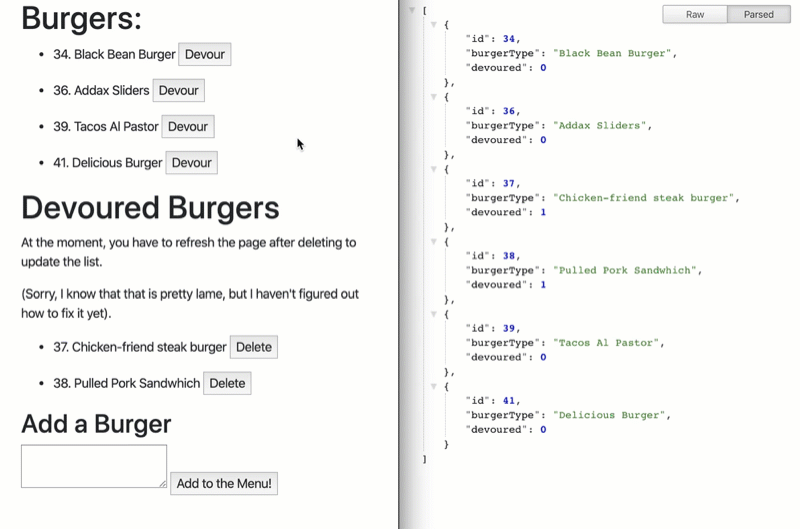 Burgers:
34. Black Bean Burger Devour
36. Addax Sliders Devour
39. Tacos Al Pastor Devour
41. Delicious Burger Devour
Devoured Burgers
At the moment, you have to refresh the page after deleting to
update the list.
(Sorry, I know that that is pretty lame, but I haven't figured out
how to fix it yet).
37. Chicken-friend steak burger Delete
38. Pulled Pork Sandwhich Delete
Add a Burger
Add to the Menu!
Raw Parsed
[
{
"id": 34,
"burgerType": "Black Bean Burger",
"devoured": 0
},
{
"id": 36,
"burgerType": "Addax Sliders",
"devoured": 0
},
{
"id": 37,
"burgerType": "Chicken-friend steak burger",
"devoured": 1
},
{
"id": 38,
"burgerType": "Pulled Pork Sandwhich",
"devoured": 1
},
{
"id": 39,
"burgerType": "Tacos Al Pastor",
"devoured": 0
},
{
"id": 41,
"burgerType": "Delicious Burger",
"devoured": 0
}
]